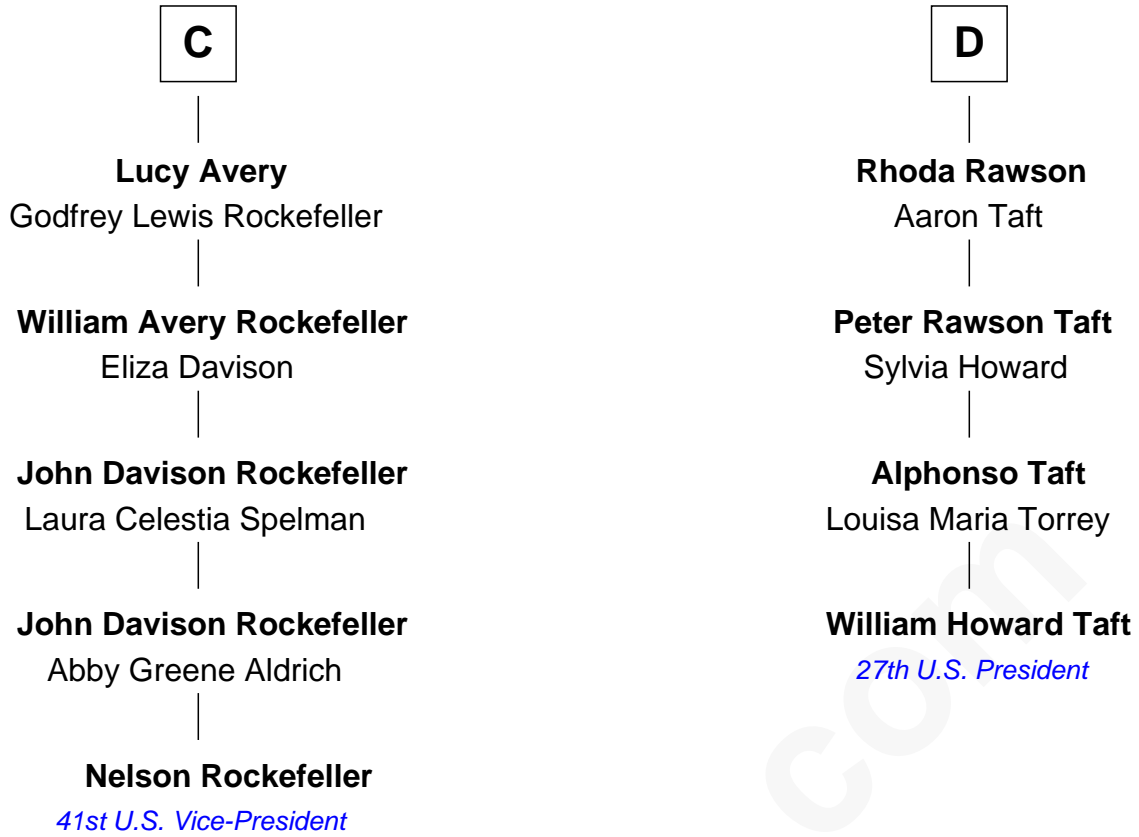 C
Lucy Avery
Godfrey Lewis Rockefeller
William Avery Rockefeller
Eliza Davison
John Davison Rockefeller
Laura Celestia Spelman
John Davison Rockefeller
Abby Greene Aldrich
Nelson Rockefeller
41st U.S. Vice-President
D
Rhoda Rawson
Aaron Taft
Peter Rawson Taft
Sylvia Howard
Alphonso Taft
Louisa Maria Torrey
William Howard Taft
27th U.S. President
com